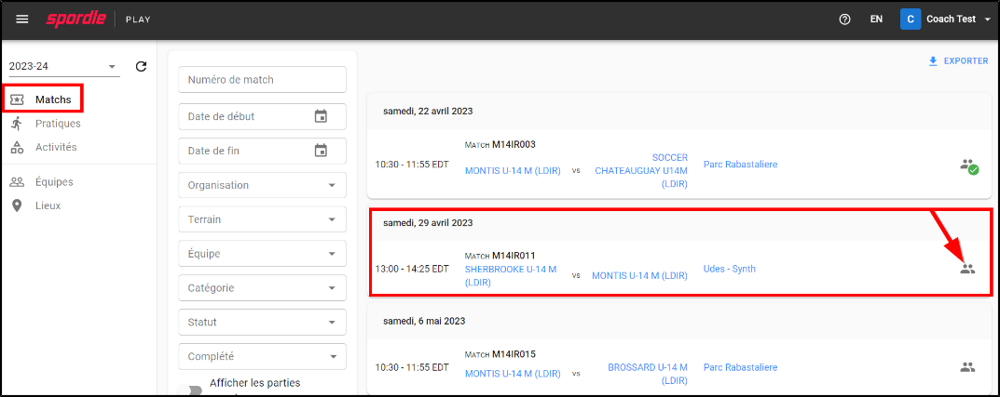 spordle PLAY
EN
C Coach Test
2023-24
Matchs
Pratiques
Activités
Équipes
Lieux
Numéro de match
Date de début
Date de fin
Organisation
Terrain
Équipe
Catégorie
Statut
Complété
Afficher les parties
EXPORTER
samedi, 22 avril 2023
MATCH M14IR003
10:30 - 11:55 EDT
MONTIS U-14 M (LDIR)
vs
SOCCER
CHATEAUGUAY U14M
(LDIR)
Parc Rabastaliere
samedi, 29 avril 2023
MATCH M14IR011
13:00 - 14:25 EDT
SHERBROOKE U-14 M
(LDIR)
vs
MONTIS U-14 M (LDIR)
Udes - Synth
samedi, 6 mai 2023
MATCH M14IR015
10:30 - 11:55 EDT
MONTIS U-14 M (LDIR)
vs
BROSSARD U-14 M
(LDIR)
Parc Rabastaliere